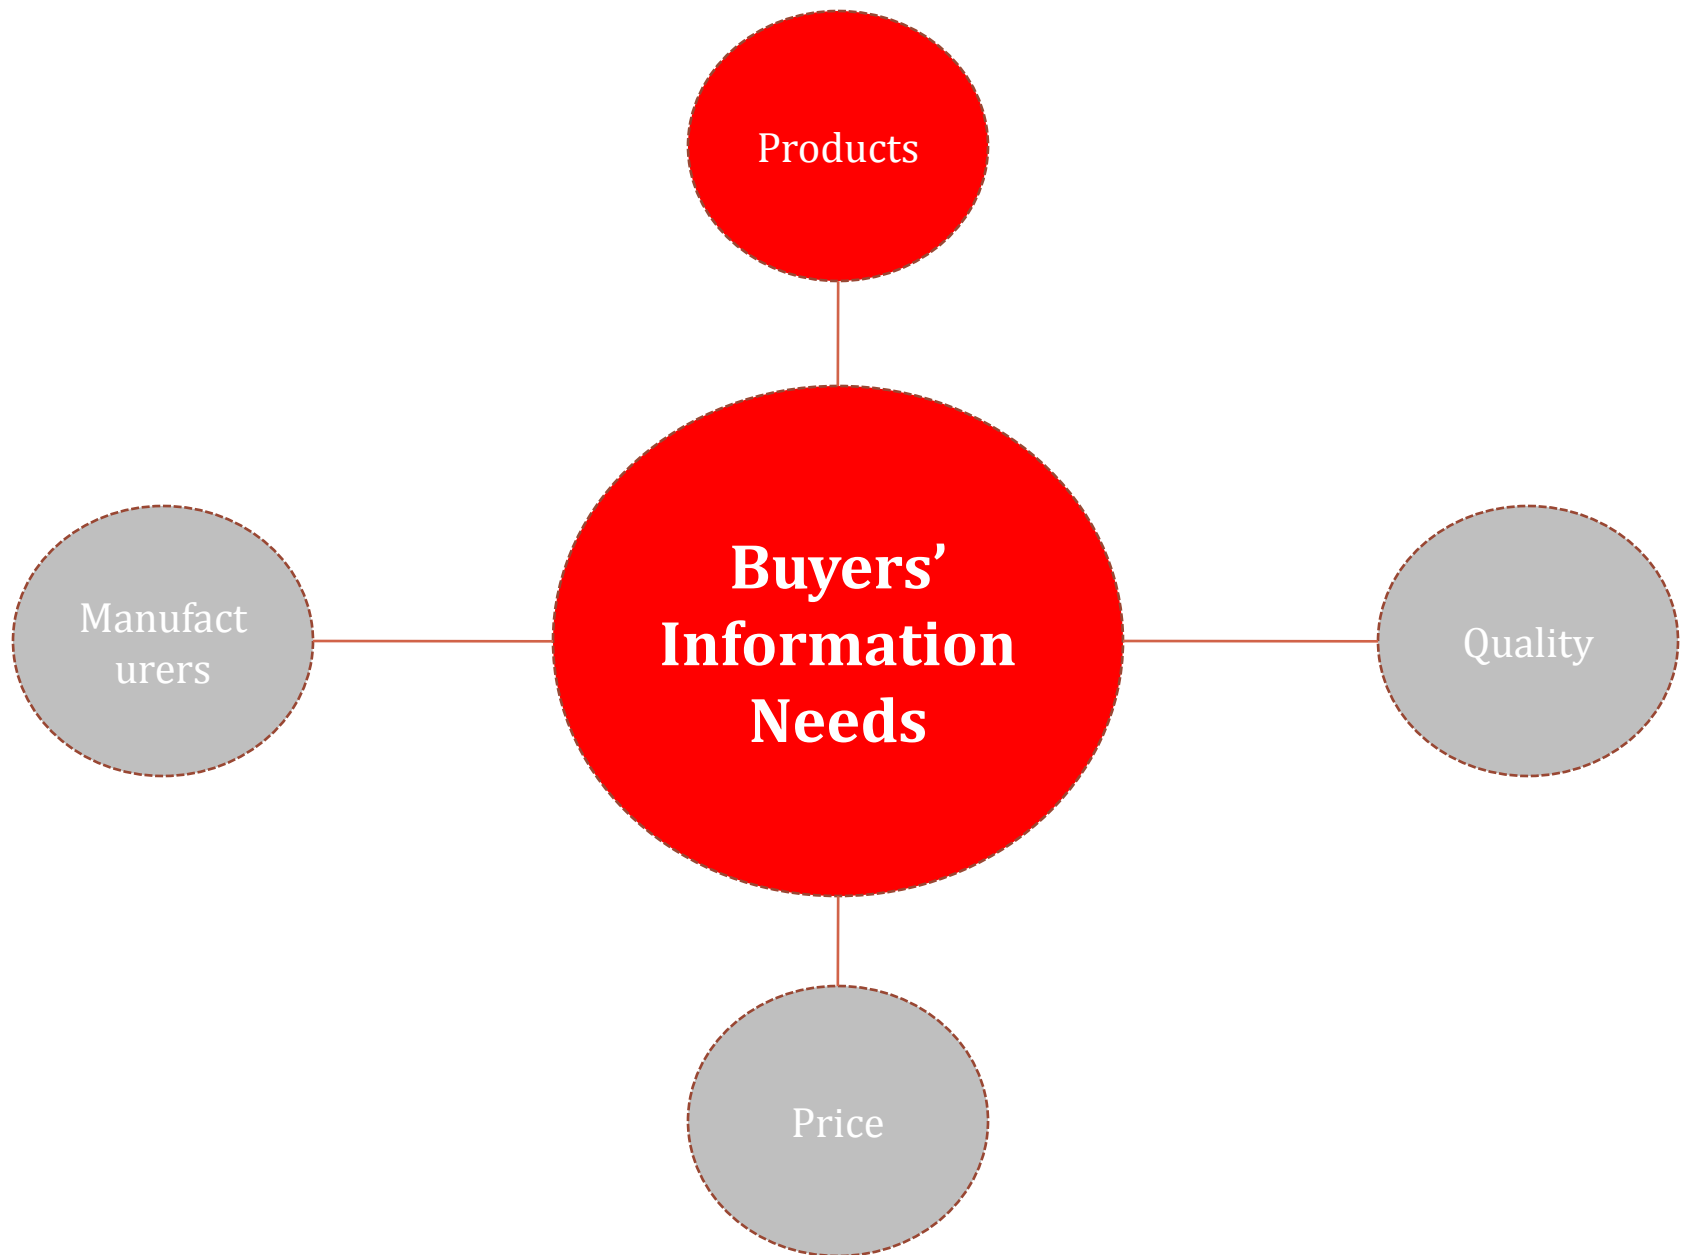 Products
Buyers’
Information
Needs
Manufact
urers
Quality
Price